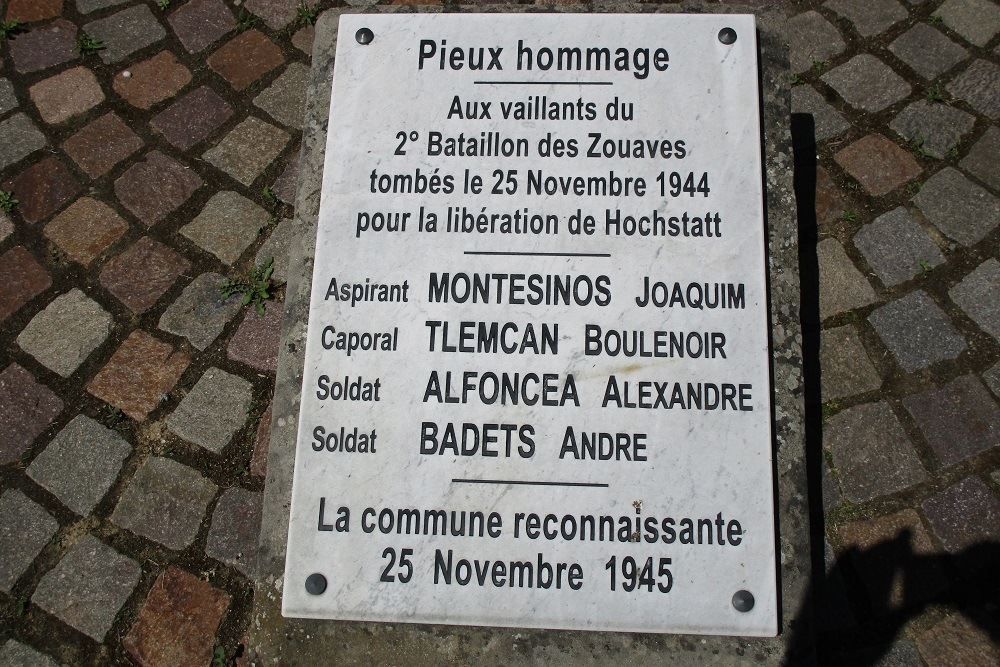 Pieux hommage
Aux vaillants du
2° Bataillon des Zouaves
tombés le 25 Novembre 1944
pour la libération de Hochstatt
Aspirant MONTESINOS JOAQUIM
Caporal TLEMCAN BOULENOIR
Soldat ALFONCEA ALEXANDRE
Soldat BADETS ANDRE
La commune reconnaissante
25 Novembre 1945